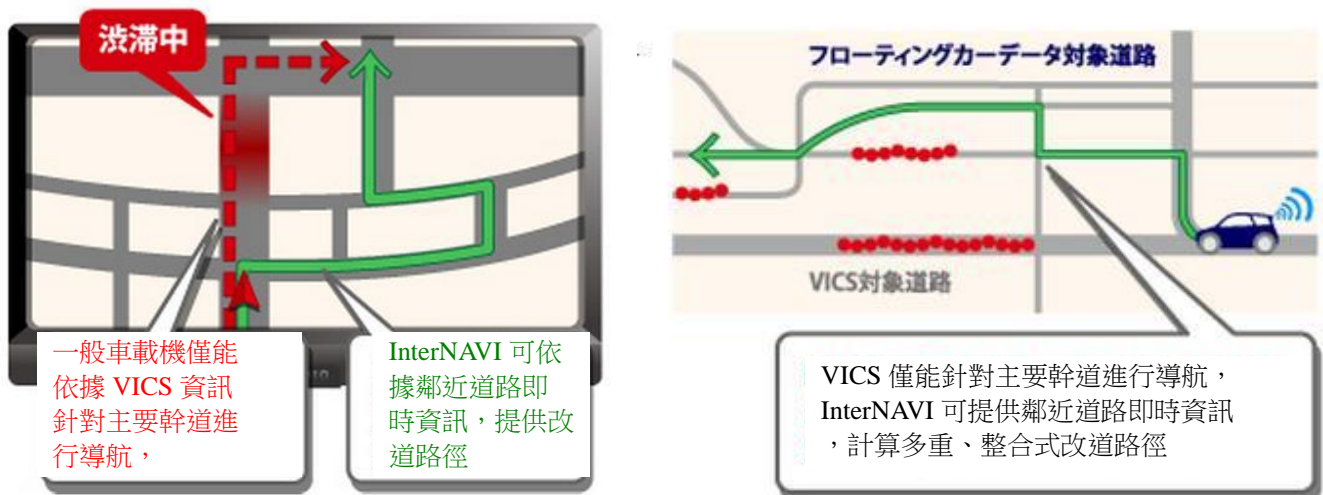 渋滞中
一般車載機僅能
依據 VICS 資訊
針對主要幹道進
行導航，
InterNAVI 可依
據鄰近道路即
時資訊，提供改
道路徑
フローティングカーデータ対象道路
VICS対象道路
VICS 僅能針對主要幹道進行導航，
InterNAVI 可提供鄰近道路即時資訊
，計算多重、整合式改道路徑